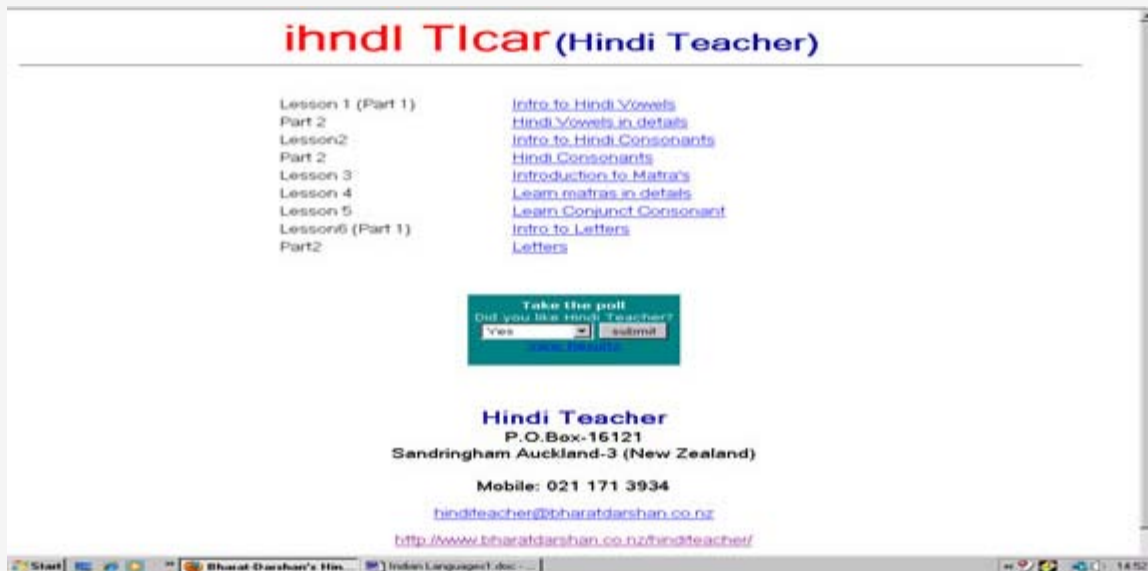 ihndI TIcar (Hindi Teacher)
Lesson 1 (Part 1) Intro to Hindi Vowels
Part 2 Hindi Vowels in details
Lesson2 Intro to Hindi Consonants
Part 2 Hindi Consonants
Lesson 3 Introduction to Matra's
Lesson 4 Learn matras in details
Lesson 5 Learn Conjunct Consonant
Lesson6 (Part 1) Intro to Letters
Part2 Letters
Take the poll
Did you like Hindi Teacher?
Yes submit
View Results
Hindi Teacher
P.O.Box-16121
Sandringham Auckland-3 (New Zealand)
Mobile: 021 171 3934
hinditeacher@bharatdarshan.co.nz
http://www.bharatdarshan.co.nz/hinditeacher/
Start Bharat-Darshan's Hin... Indian Languages1.doc - ... 14:52